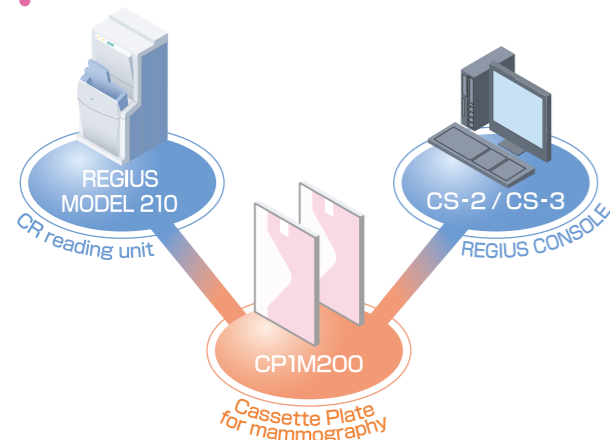 REGIUS
MODEL 210
CR reading unit
CS-2 / CS-3
REGIUS CONSOLE
CP1M200
Cassette Plate
for mammography